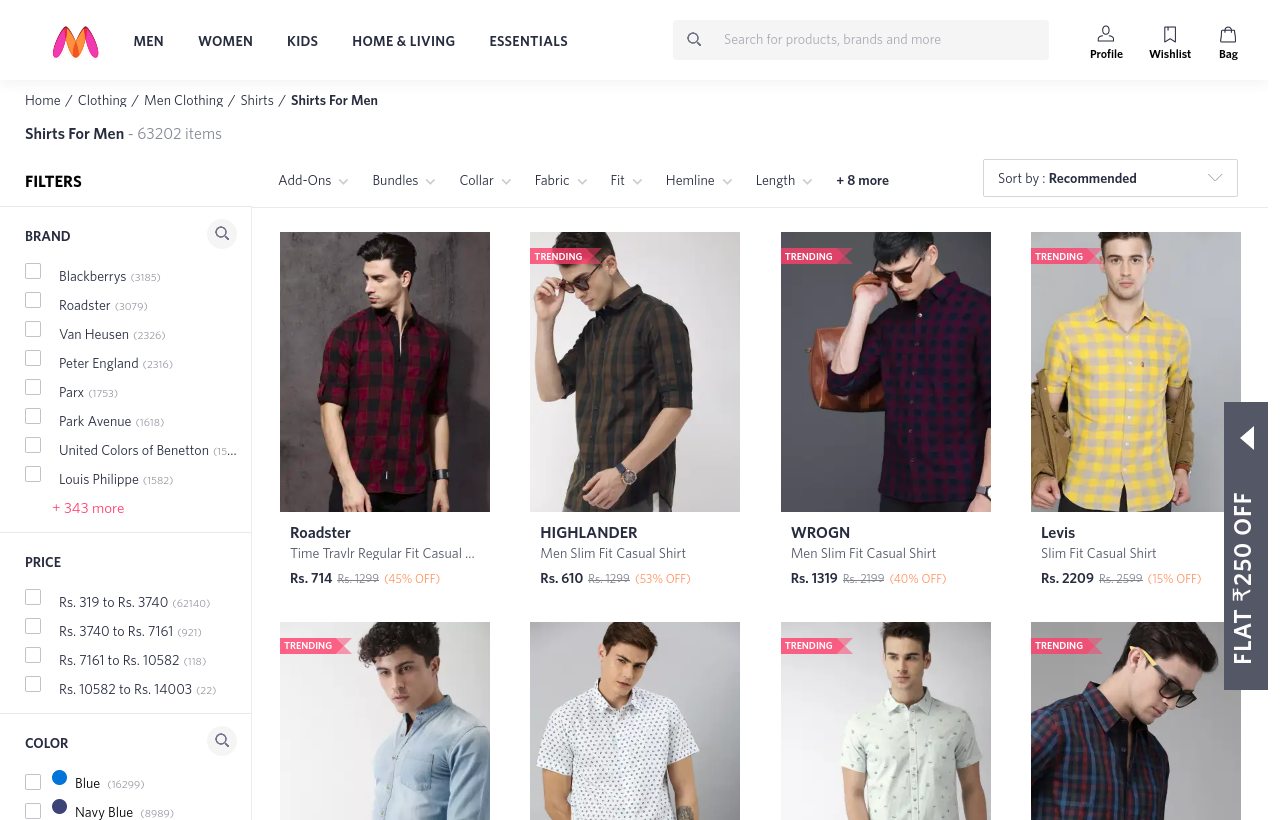 MEN WOMEN KIDS HOME & LIVING ESSENTIALS
Search for products, brands and more
Profile Wishlist Bag
Home / Clothing / Men Clothing / Shirts / Shirts For Men
Shirts For Men - 63202 items
FILTERS
Add-Ons Bundles Collar Fabric Fit Hemline Length + 8 more
Sort by : Recommended
BRAND
Blackberrys (3185)
Roadster (3079)
Van Heusen (2326)
Peter England (2316)
Parx (1753)
Park Avenue (1618)
United Colors of Benetton (15...
Louis Philippe (1582)
+ 343 more
PRICE
Rs. 319 to Rs. 3740 (62140)
Rs. 3740 to Rs. 7161 (921)
Rs. 7161 to Rs. 10582 (118)
Rs. 10582 to Rs. 14003 (22)
COLOR
Blue (16299)
Navy Blue (8989)
Roadster
Time Travlr Regular Fit Casual ...
Rs. 714 Rs. 1299 (45% OFF)
TRENDING
HIGHLANDER
Men Slim Fit Casual Shirt
Rs. 610 Rs. 1299 (53% OFF)
TRENDING
WROGN
Men Slim Fit Casual Shirt
Rs. 1319 Rs. 2199 (40% OFF)
TRENDING
Levis
Slim Fit Casual Shirt
Rs. 2209 Rs. 2599 (15% OFF)
TRENDING
TRENDING
TRENDING
FLAT ₹250 OFF